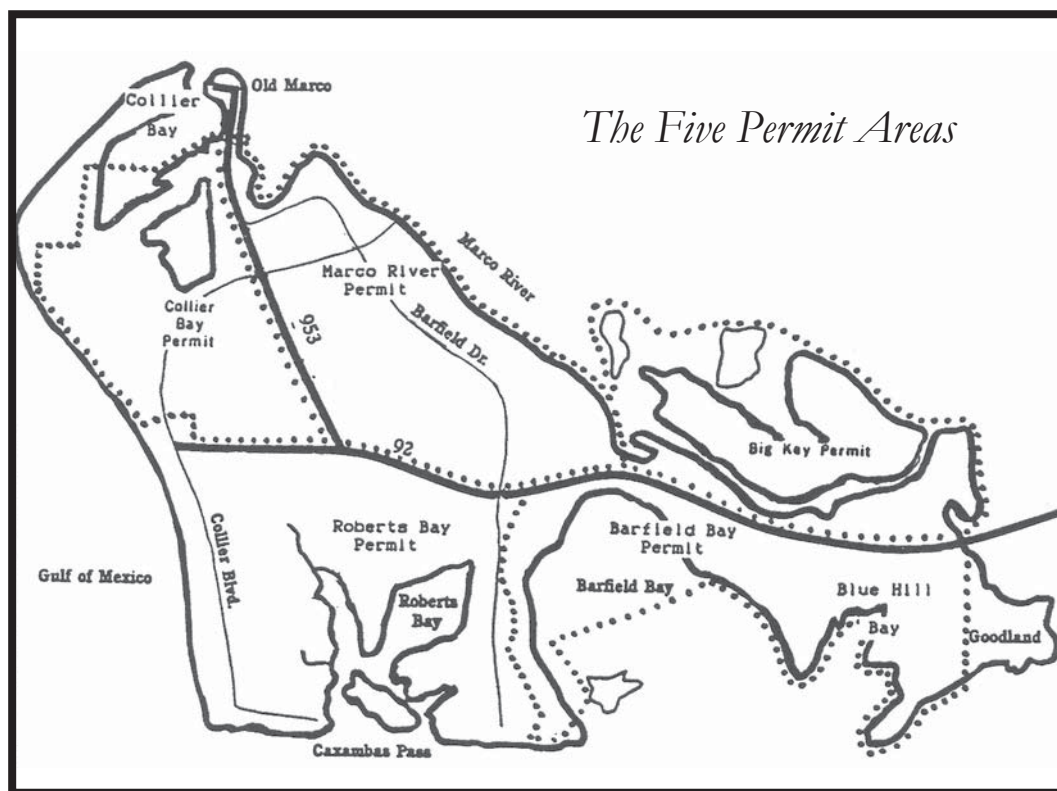 The Five Permit Areas
Old Marco
Collier
Bay
Marco River
Marco River
Permit
Collier
Bay
Permit
953
Barfield Dr.
92
Big Key Permit
Roberts Bay
Permit
Barfield Bay
Permit
Collier Blvd.
Gulf of Mexico
Roberts
Bay
Barfield Bay
Blue Hill
Bay
Goodland
Caxambas Pass